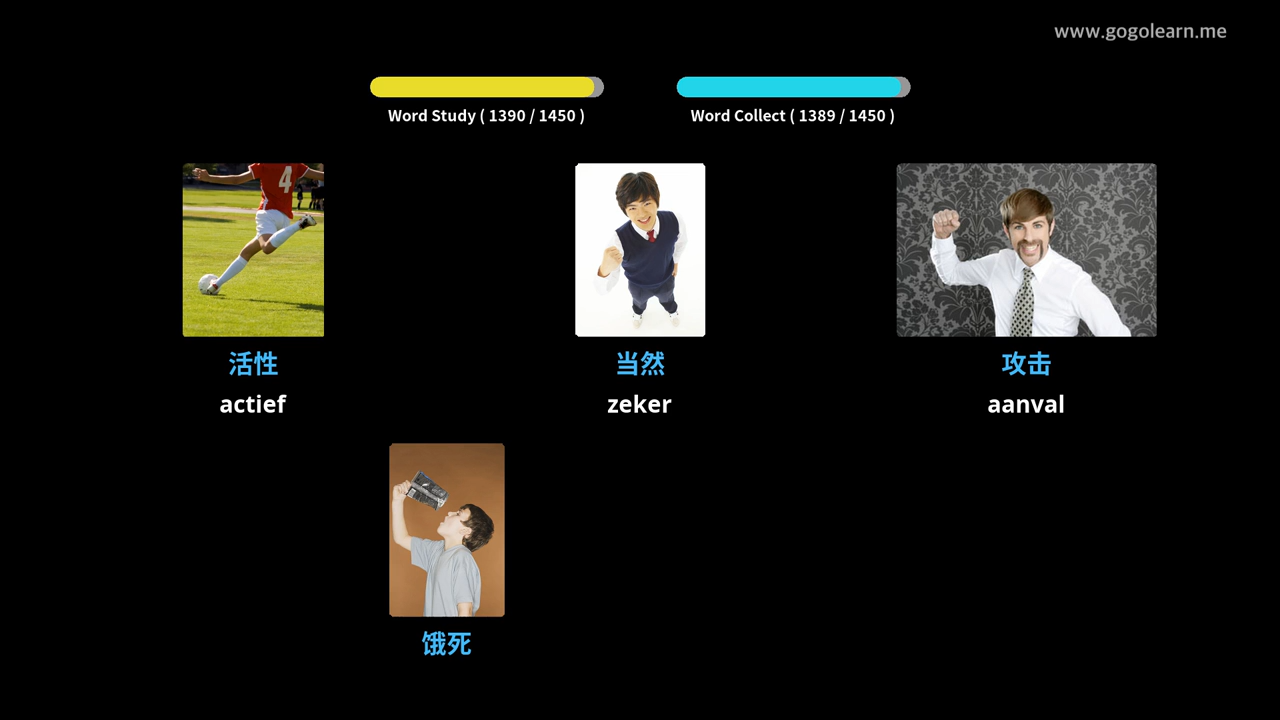 www.gogolearn.me
Word Study ( 1390 / 1450 )
Word Collect ( 1389 / 1450 )
4
活性
当然
攻击
actief
zeker
aanval
饿死